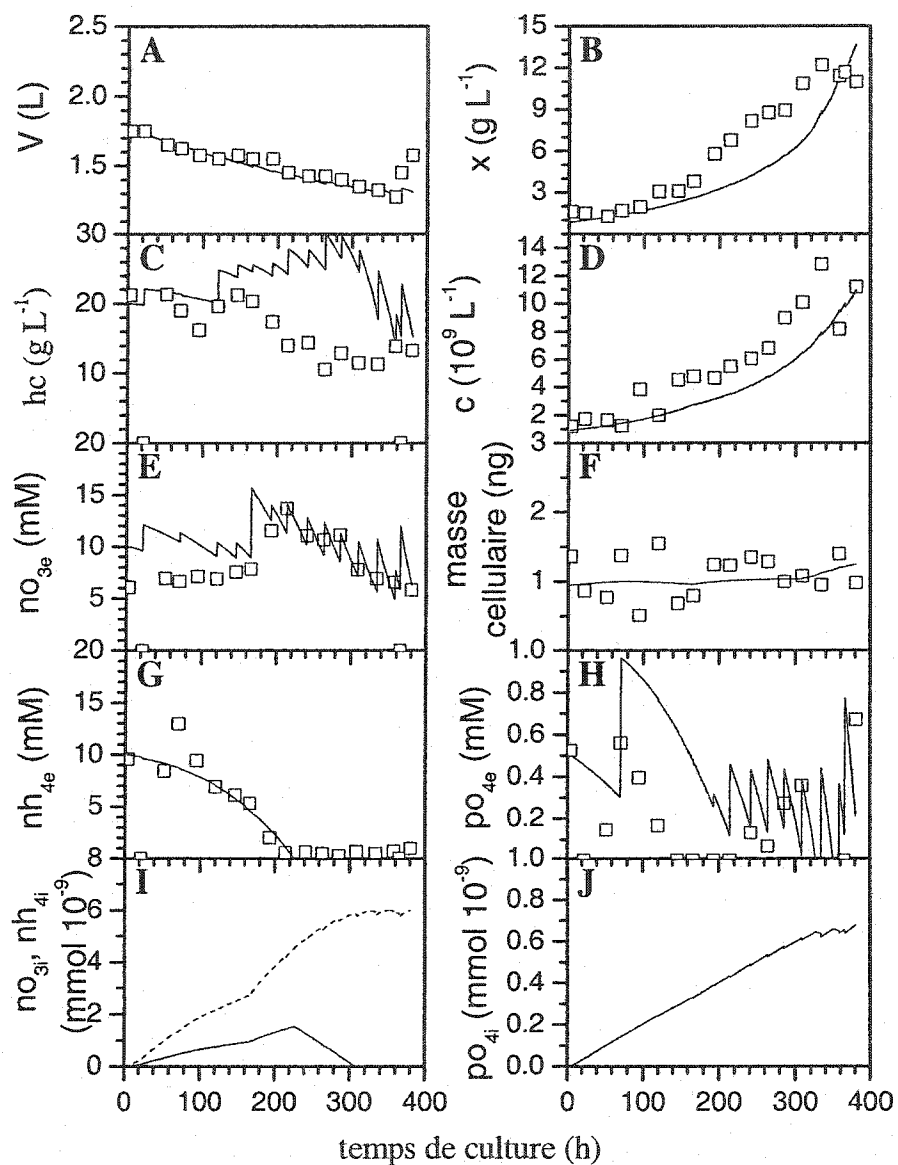 A
V (L)
2.5
2.0
1.5
B
x (g L⁻¹)
15
12
9
6
3
C
hc (g L⁻¹)
30
20
10
D
c (10⁹ L⁻¹)
14
12
10
8
6
4
2
E
no₃ₑ (mM)
20
15
10
5
F
masse
cellulaire (ng)
3
2
1
G
nh₄ₑ (mM)
20
15
10
5
H
po₄ₑ (mM)
1.0
0.8
0.6
0.4
0.2
I
no₃ᵢ, nh₄ᵢ
(mmol 10⁻⁹)
8
6
4
2
0
J
po₄ᵢ (mmol 10⁻⁹)
1.0
0.8
0.6
0.4
0.2
0.0
0 100 200 300 400
0 100 200 300 400
temps de culture (h)